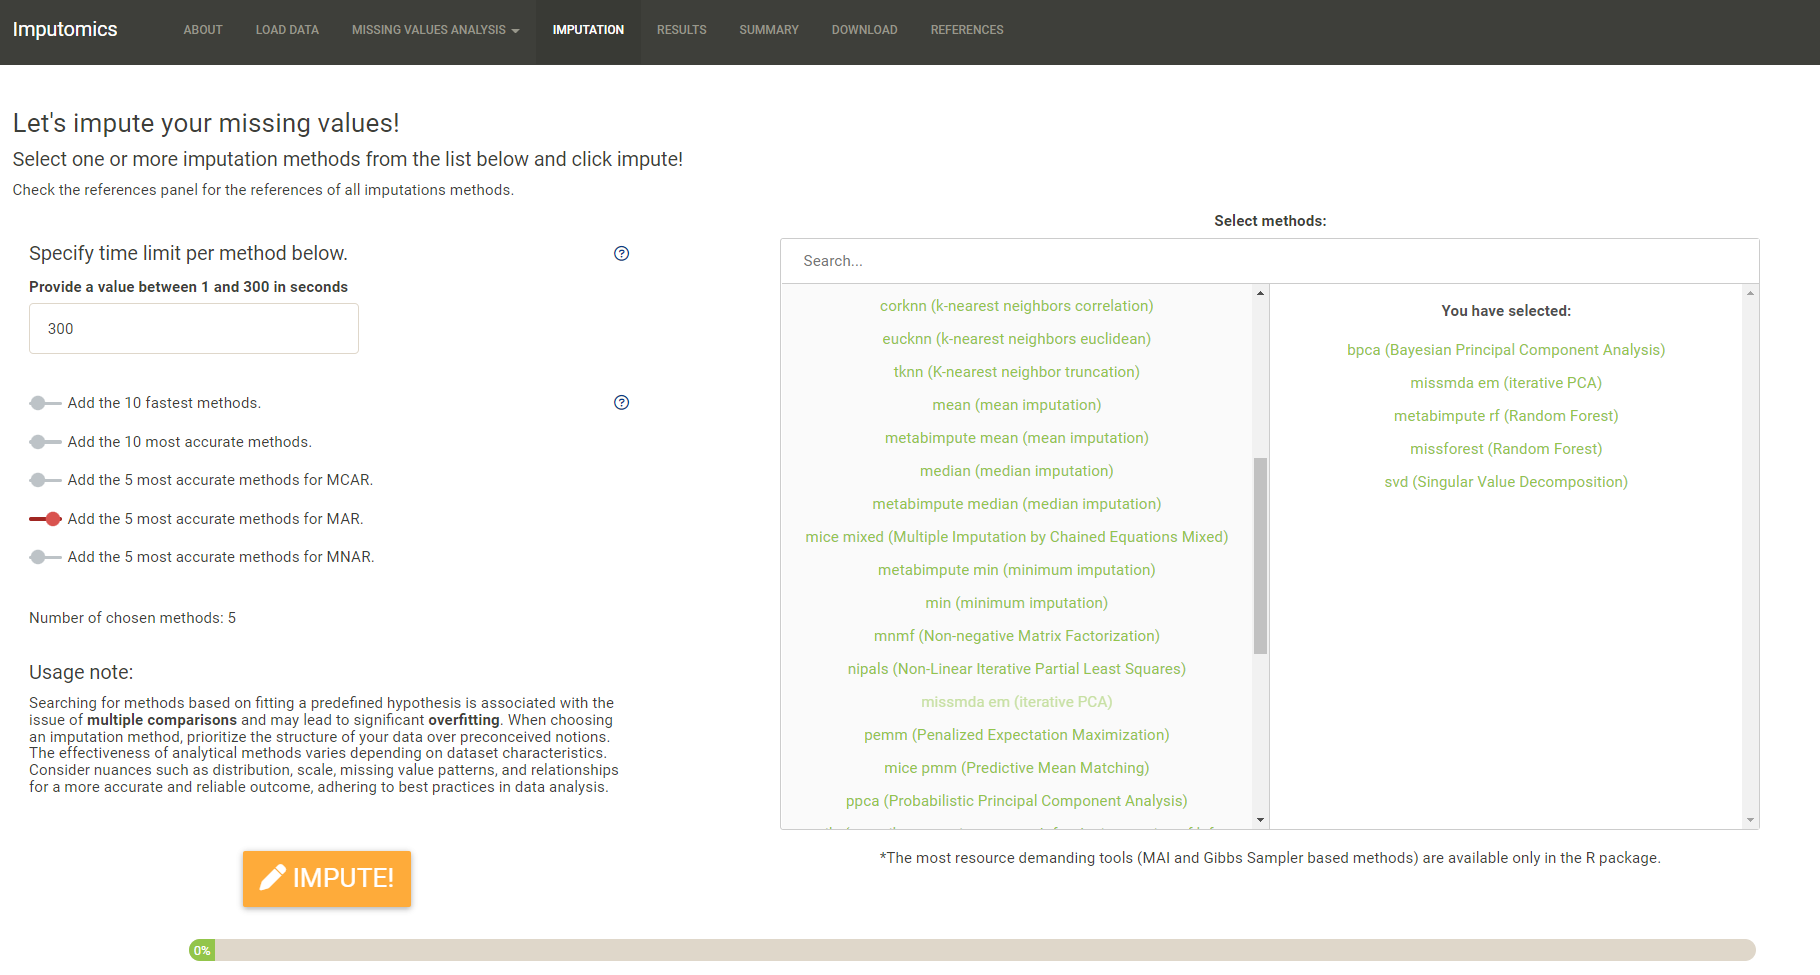 Imputomics
ABOUT
LOAD DATA
MISSING VALUES ANALYSIS
IMPUTATION
RESULTS
SUMMARY
DOWNLOAD
REFERENCES
Let's impute your missing values!
Select one or more imputation methods from the list below and click impute!
Check the references panel for the references of all imputations methods.
Specify time limit per method below.
Provide a value between 1 and 300 in seconds
300
Add the 10 fastest methods.
Add the 10 most accurate methods.
Add the 5 most accurate methods for MCAR.
Add the 5 most accurate methods for MAR.
Add the 5 most accurate methods for MNAR.
Number of chosen methods: 5
Usage note:
Searching for methods based on fitting a predefined hypothesis is associated with the
issue of multiple comparisons and may lead to significant overfitting. When choosing
an imputation method, prioritize the structure of your data over preconceived notions.
The effectiveness of analytical methods varies depending on dataset characteristics.
Consider nuances such as distribution, scale, missing value patterns, and relationships
for a more accurate and reliable outcome, adhering to best practices in data analysis.
IMPUTE!
Select methods:
Search...
corknn (k-nearest neighbors correlation)
eucknn (k-nearest neighbors euclidean)
tknn (K-nearest neighbor truncation)
mean (mean imputation)
metabimpute mean (mean imputation)
median (median imputation)
metabimpute median (median imputation)
mice mixed (Multiple Imputation by Chained Equations Mixed)
metabimpute min (minimum imputation)
min (minimum imputation)
mnmf (Non-negative Matrix Factorization)
nipals (Non-Linear Iterative Partial Least Squares)
missmda em (iterative PCA)
pemm (Penalized Expectation Maximization)
mice pmm (Predictive Mean Matching)
ppca (Probabilistic Principal Component Analysis)
You have selected:
bpca (Bayesian Principal Component Analysis)
missmda em (iterative PCA)
metabimpute rf (Random Forest)
missforest (Random Forest)
svd (Singular Value Decomposition)
*The most resource demanding tools (MAI and Gibbs Sampler based methods) are available only in the R package.
0%